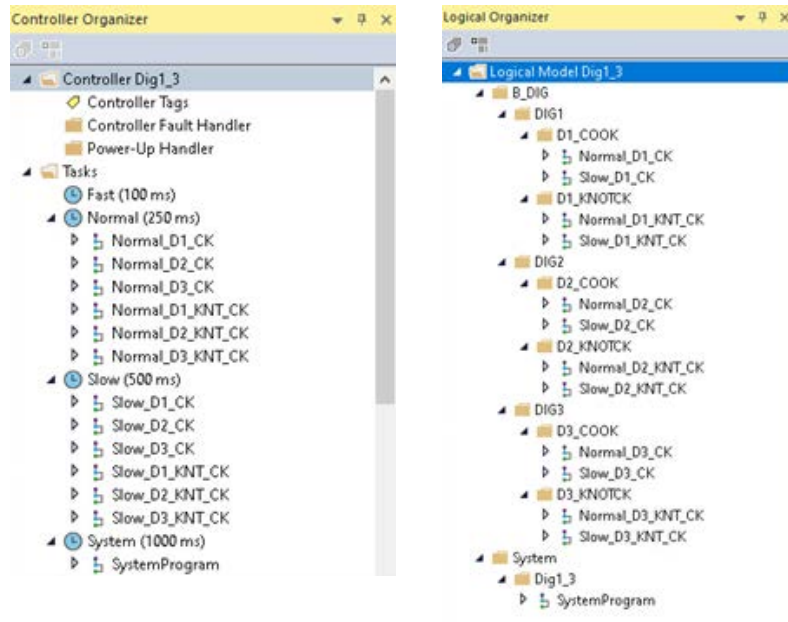 Controller Organizer
Controller Dig1_3
Controller Tags
Controller Fault Handler
Power-Up Handler
Tasks
Fast (100 ms)
Normal (250 ms)
Normal_D1_CK
Normal_D2_CK
Normal_D3_CK
Normal_D1_KNT_CK
Normal_D2_KNT_CK
Normal_D3_KNT_CK
Slow (500 ms)
Slow_D1_CK
Slow_D2_CK
Slow_D3_CK
Slow_D1_KNT_CK
Slow_D2_KNT_CK
Slow_D3_KNT_CK
System (1000 ms)
SystemProgram
Logical Organizer
Logical Model Dig1_3
B_DIG
DIG1
D1_COOK
Normal_D1_CK
Slow_D1_CK
D1_KNOTCK
Normal_D1_KNT_CK
Slow_D1_KNT_CK
DIG2
D2_COOK
Normal_D2_CK
Slow_D2_CK
D2_KNOTCK
Normal_D2_KNT_CK
Slow_D2_KNT_CK
DIG3
D3_COOK
Normal_D3_CK
Slow_D3_CK
D3_KNOTCK
Normal_D3_KNT_CK
Slow_D3_KNT_CK
System
Dig1_3
SystemProgram